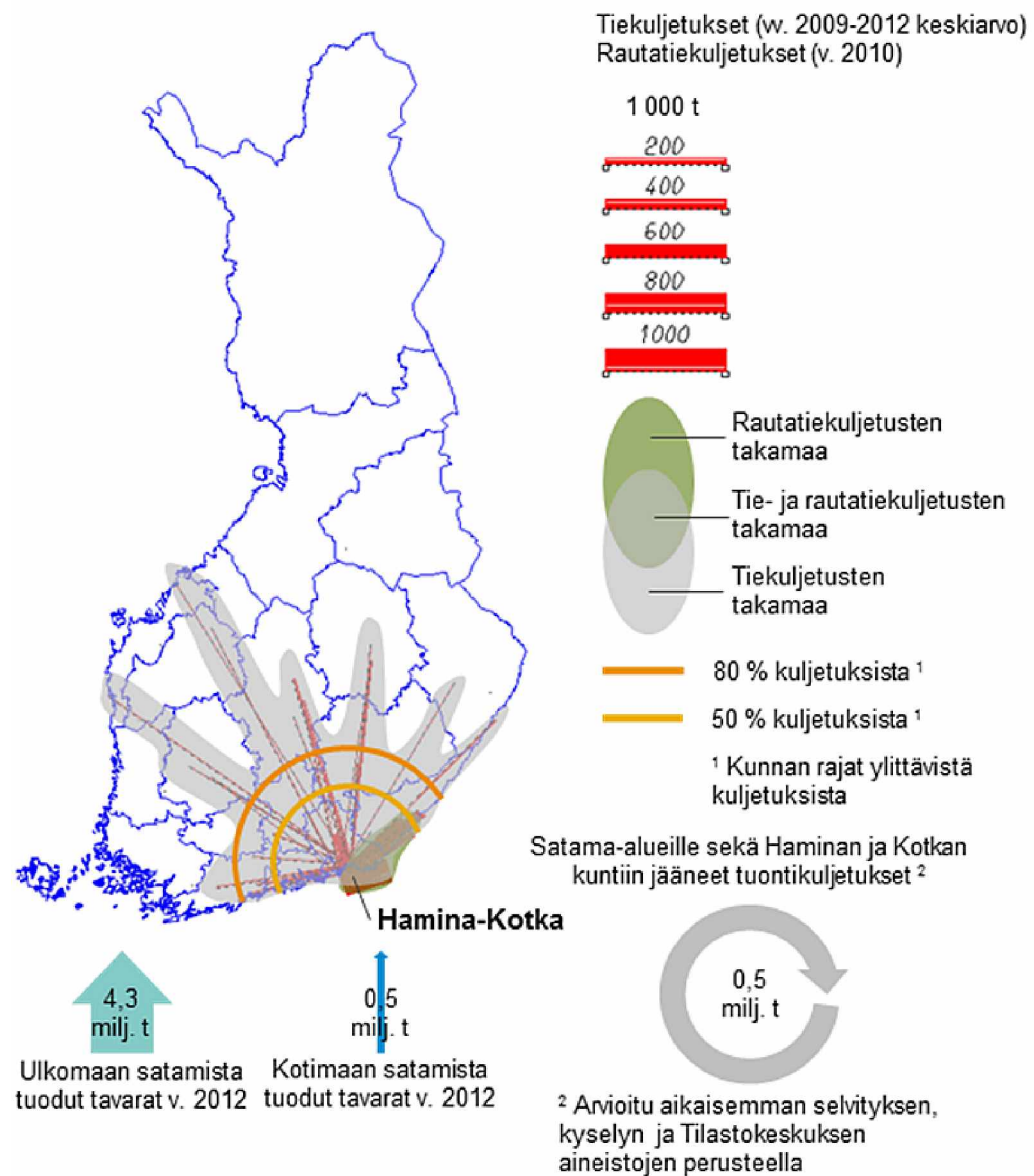 Tiekuljetukset (vv. 2009-2012 keskiarvo)
Rautatiekuljetukset (v. 2010)
1 000 t
200
400
600
800
1000
Rautatiekuljetusten
takamaa
Tie- ja rautatiekuljetusten
takamaa
Tiekuljetusten
takamaa
80 % kuljetuksista ¹
50 % kuljetuksista ¹
¹ Kunnan rajat ylittävistä
kuljetuksista
Satama-alueille sekä Haminan ja Kotkan
kuntiin jääneet tuontikuljetukset ²
Hamina-Kotka
4,3
milj. t
0,5
milj. t
0,5
milj. t
Ulkomaan satamista
tuodut tavarat v. 2012
Kotimaan satamista
tuodut tavarat v. 2012
² Arvioitu aikaisemman selvityksen,
kyselyn ja Tilastokeskuksen
aineistojen perusteella